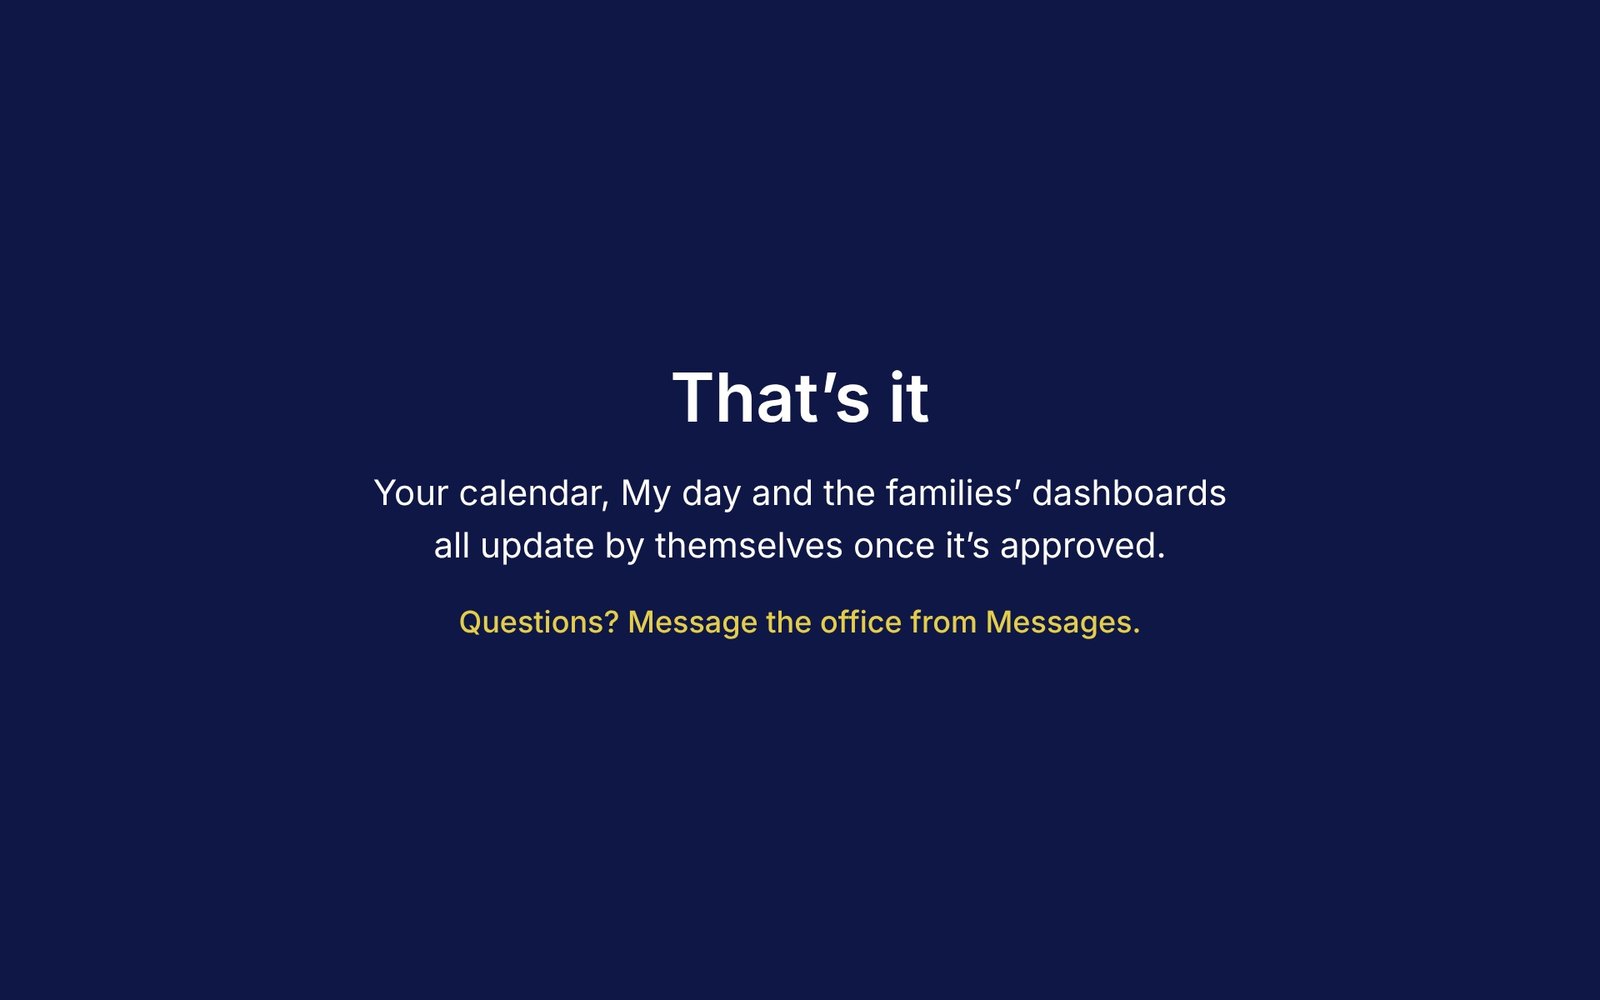 That’s it
Your calendar, My day and the families’ dashboards
all update by themselves once it’s approved.
Questions? Message the office from Messages.